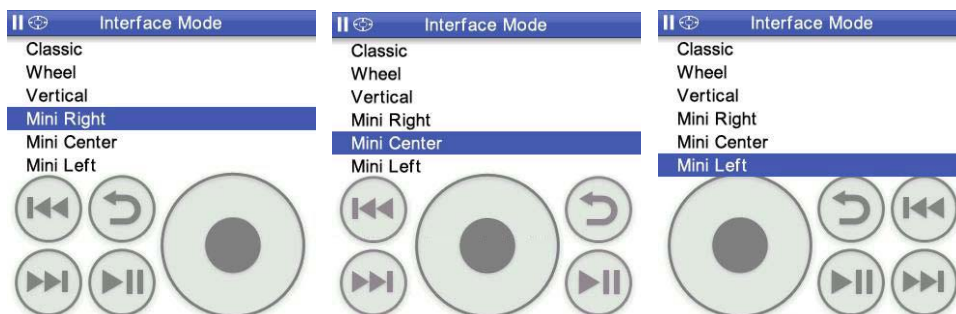 Interface Mode
Classic
Wheel
Vertical
Mini Right
Mini Center
Mini Left
Interface Mode
Classic
Wheel
Vertical
Mini Right
Mini Center
Mini Left
Interface Mode
Classic
Wheel
Vertical
Mini Right
Mini Center
Mini Left